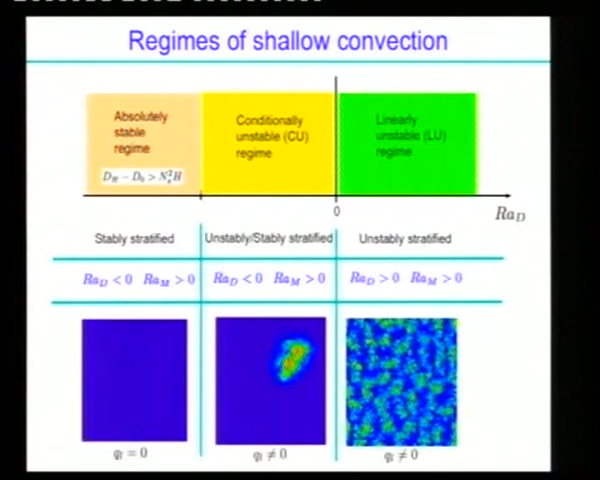 Regimes of shallow convection
Absolutely
stable
regime
D_H − D_0 > N_s^2 H
Conditionally
unstable (CU)
regime
Linearly
unstable (LU)
regime
0
Ra_D
Stably stratified
Unstably/Stably stratified
Unstably stratified
Ra_D < 0 Ra_M > 0
Ra_D < 0 Ra_M > 0
Ra_D > 0 Ra_M > 0
q_l = 0
q_l ≠ 0
q_l ≠ 0